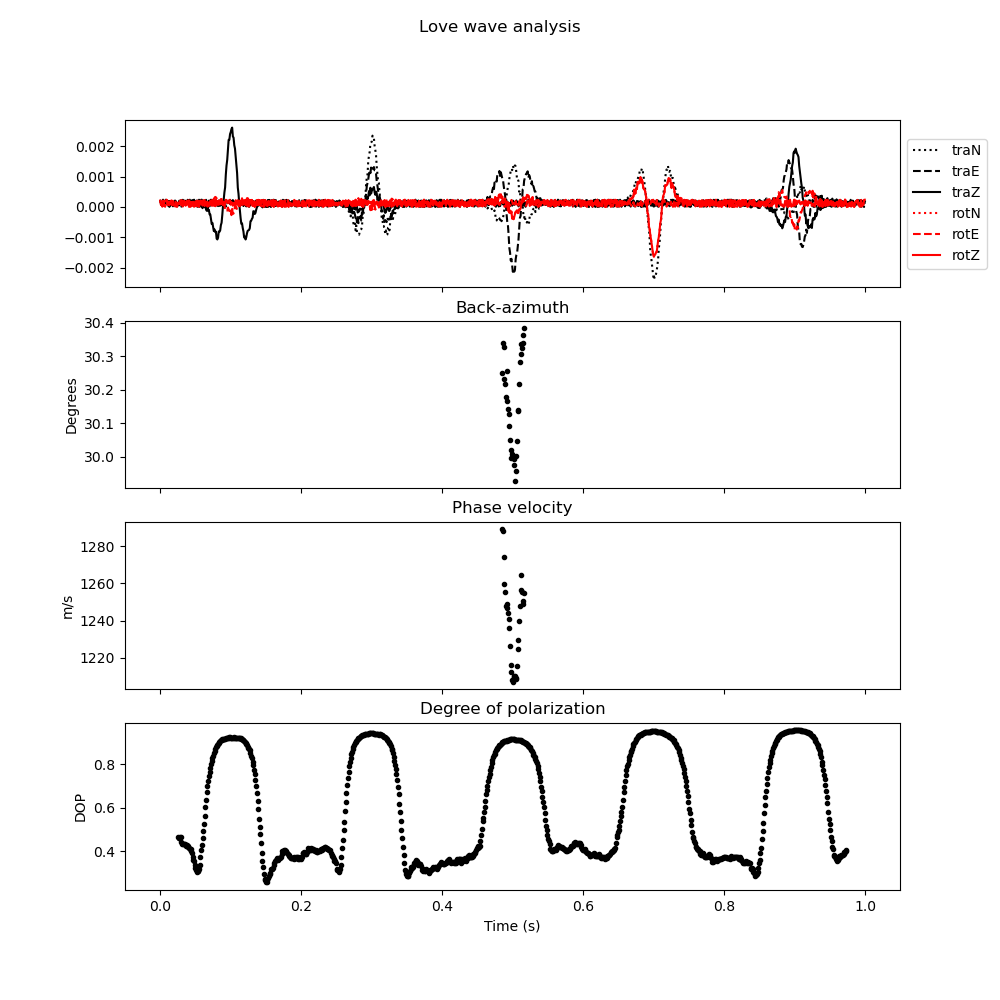 Love wave analysis
0.002
0.001
0.000
−0.001
−0.002
traN
traE
traZ
rotN
rotE
rotZ
Back-azimuth
30.4
30.3
30.2
30.1
30.0
Degrees
Phase velocity
1280
1260
1240
1220
m/s
Degree of polarization
0.8
0.6
0.4
DOP
0.0 0.2 0.4 0.6 0.8 1.0
Time (s)